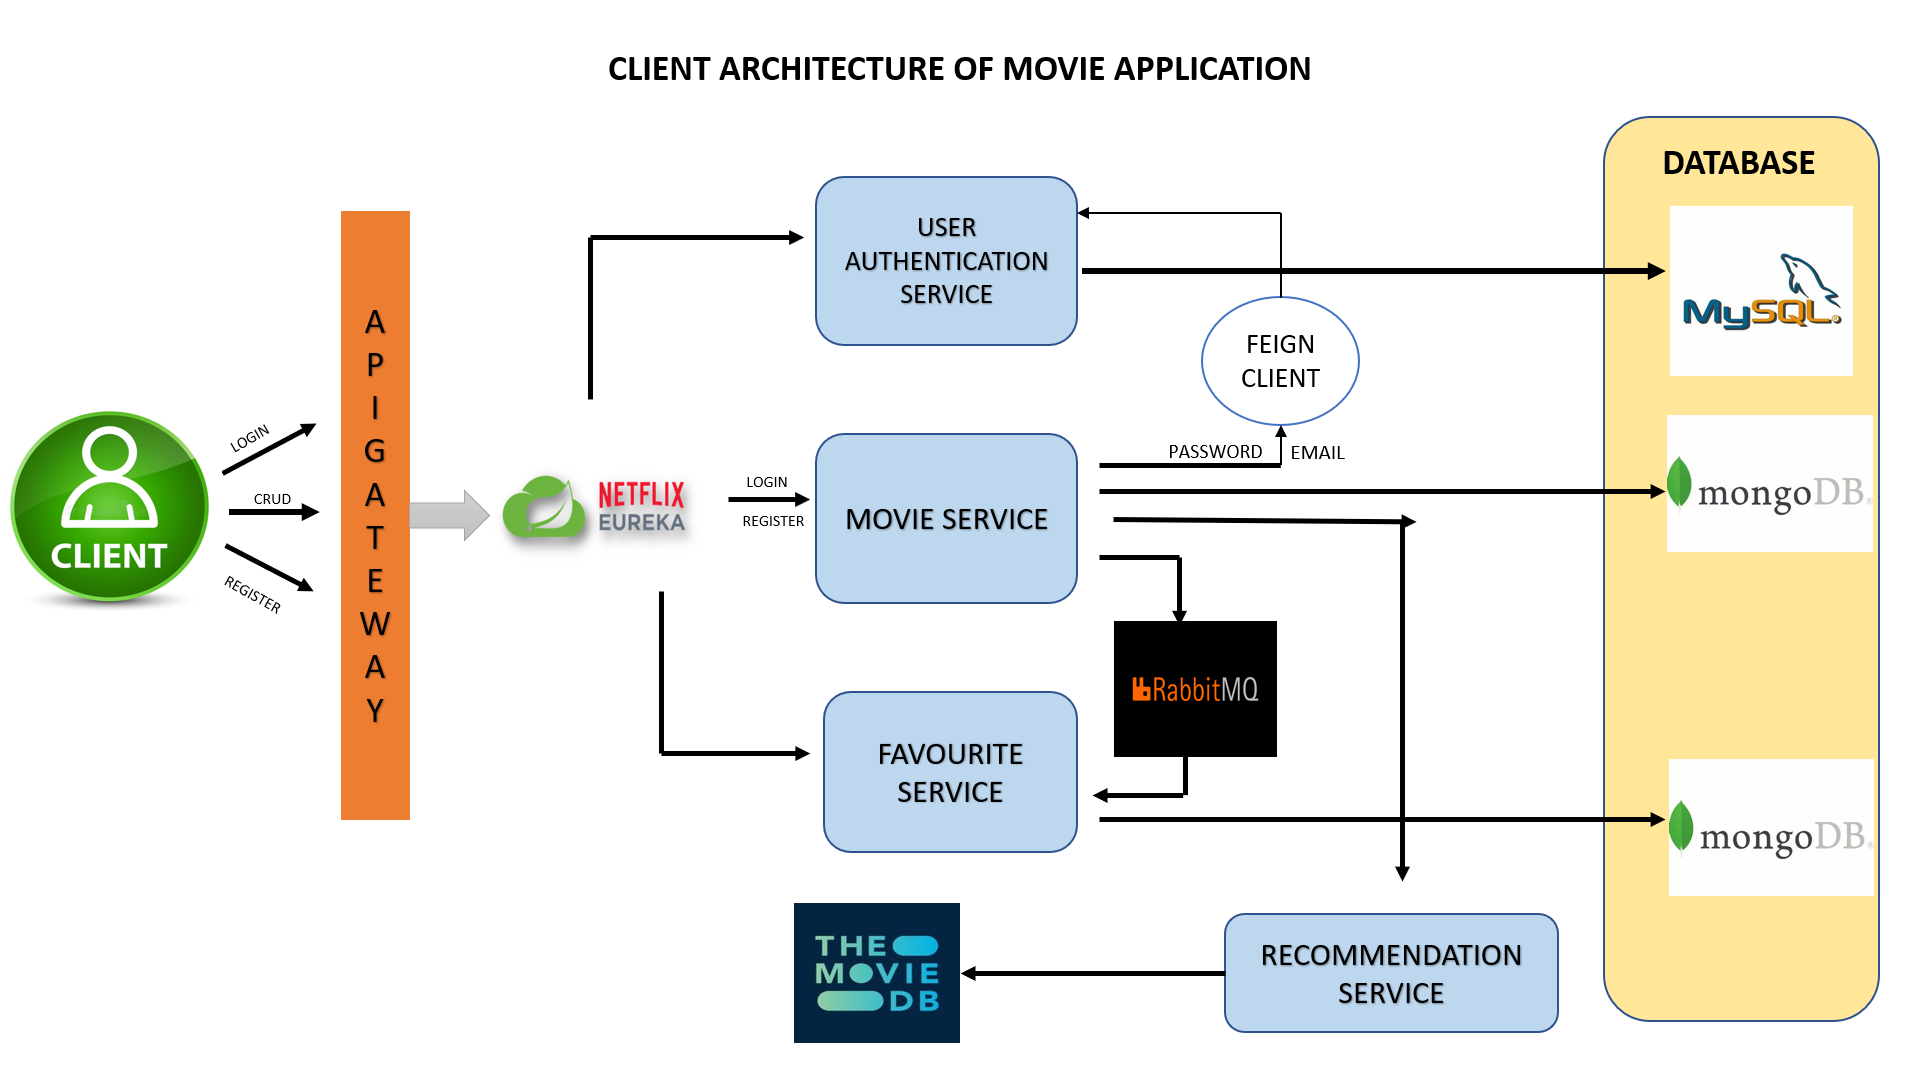 CLIENT ARCHITECTURE OF MOVIE APPLICATION
CLIENT
LOGIN
CRUD
REGISTER
A
P
I
G
A
T
E
W
A
Y
NETFLIX
EUREKA
LOGIN
REGISTER
USER
AUTHENTICATION
SERVICE
MOVIE SERVICE
FAVOURITE
SERVICE
FEIGN
CLIENT
PASSWORD
EMAIL
RabbitMQ
THE
MOVIE
DB
RECOMMENDATION
SERVICE
DATABASE
MySQL®
mongoDB®
mongoDB®